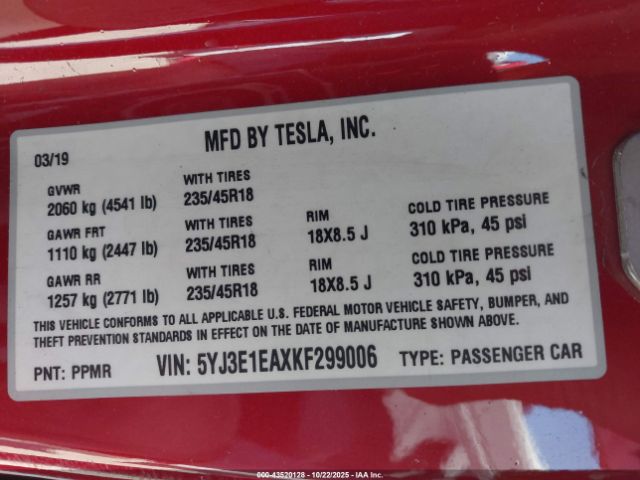 MFD BY TESLA, INC.
03/19
GVWR WITH TIRES
2060 kg (4541 lb) 235/45R18
GAWR FRT WITH TIRES RIM COLD TIRE PRESSURE
1110 kg (2447 lb) 235/45R18 18X8.5 J 310 kPa, 45 psi
GAWR RR WITH TIRES RIM COLD TIRE PRESSURE
1257 kg (2771 lb) 235/45R18 18X8.5 J 310 kPa, 45 psi
THIS VEHICLE CONFORMS TO ALL APPLICABLE U.S. FEDERAL MOTOR VEHICLE SAFETY, BUMPER, AND
THEFT PREVENTION STANDARDS IN EFFECT ON THE DATE OF MANUFACTURE SHOWN ABOVE.
PNT: PPMR VIN: 5YJ3E1EAXKF299006 TYPE: PASSENGER CAR
000-43520128 - 10/22/2025 - IAA Inc.